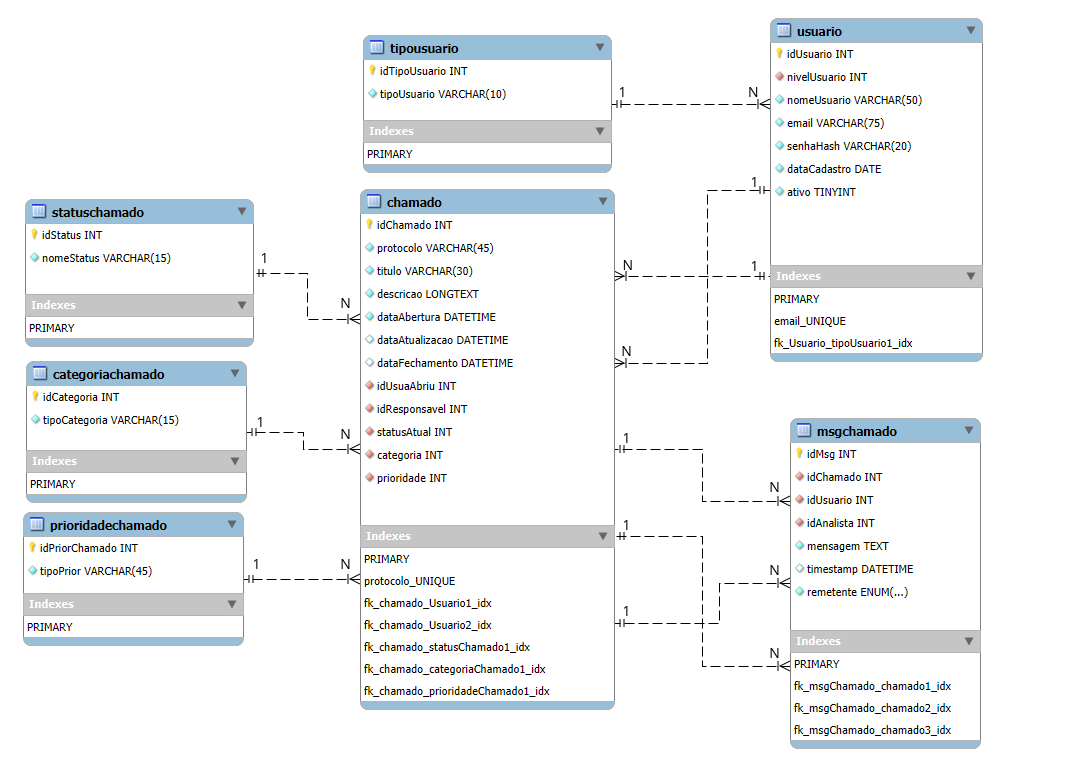 tipousuario
idTipoUsuario INT
tipoUsuario VARCHAR(10)
Indexes
PRIMARY
1
N
usuario
idUsuario INT
nivelUsuario INT
nomeUsuario VARCHAR(50)
email VARCHAR(75)
senhaHash VARCHAR(20)
dataCadastro DATE
ativo TINYINT
Indexes
PRIMARY
email_UNIQUE
fk_Usuario_tipoUsuario1_idx
1
N
1
N
statuschamado
idStatus INT
nomeStatus VARCHAR(15)
Indexes
PRIMARY
1
N
categoriachamado
idCategoria INT
tipoCategoria VARCHAR(15)
Indexes
PRIMARY
1
N
prioridadechamado
idPriorChamado INT
tipoPrior VARCHAR(45)
Indexes
PRIMARY
1
N
chamado
idChamado INT
protocolo VARCHAR(45)
titulo VARCHAR(30)
descricao LONGTEXT
dataAbertura DATETIME
dataAtualizacao DATETIME
dataFechamento DATETIME
idUsuaAbriu INT
idResponsavel INT
statusAtual INT
categoria INT
prioridade INT
Indexes
PRIMARY
protocolo_UNIQUE
fk_chamado_Usuario1_idx
fk_chamado_Usuario2_idx
fk_chamado_statusChamado1_idx
fk_chamado_categoriaChamado1_idx
fk_chamado_prioridadeChamado1_idx
1
N
1
N
1
N
msgchamado
idMsg INT
idChamado INT
idUsuario INT
idAnalista INT
mensagem TEXT
timestamp DATETIME
remetente ENUM(...)
Indexes
PRIMARY
fk_msgChamado_chamado1_idx
fk_msgChamado_chamado2_idx
fk_msgChamado_chamado3_idx